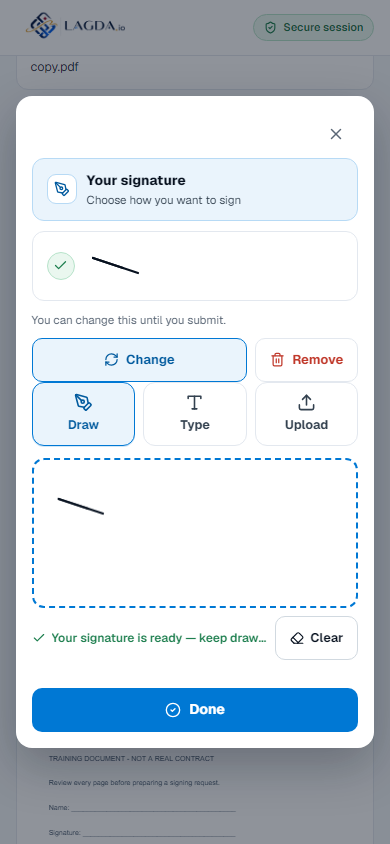 LAGDA.io
Secure session
copy.pdf
Your signature
Choose how you want to sign
You can change this until you submit.
Change
Remove
Draw
Type
Upload
Your signature is ready — keep draw...
Clear
Done
TRAINING DOCUMENT - NOT A REAL CONTRACT
Review every page before preparing a signing request.
Name:
Signature: